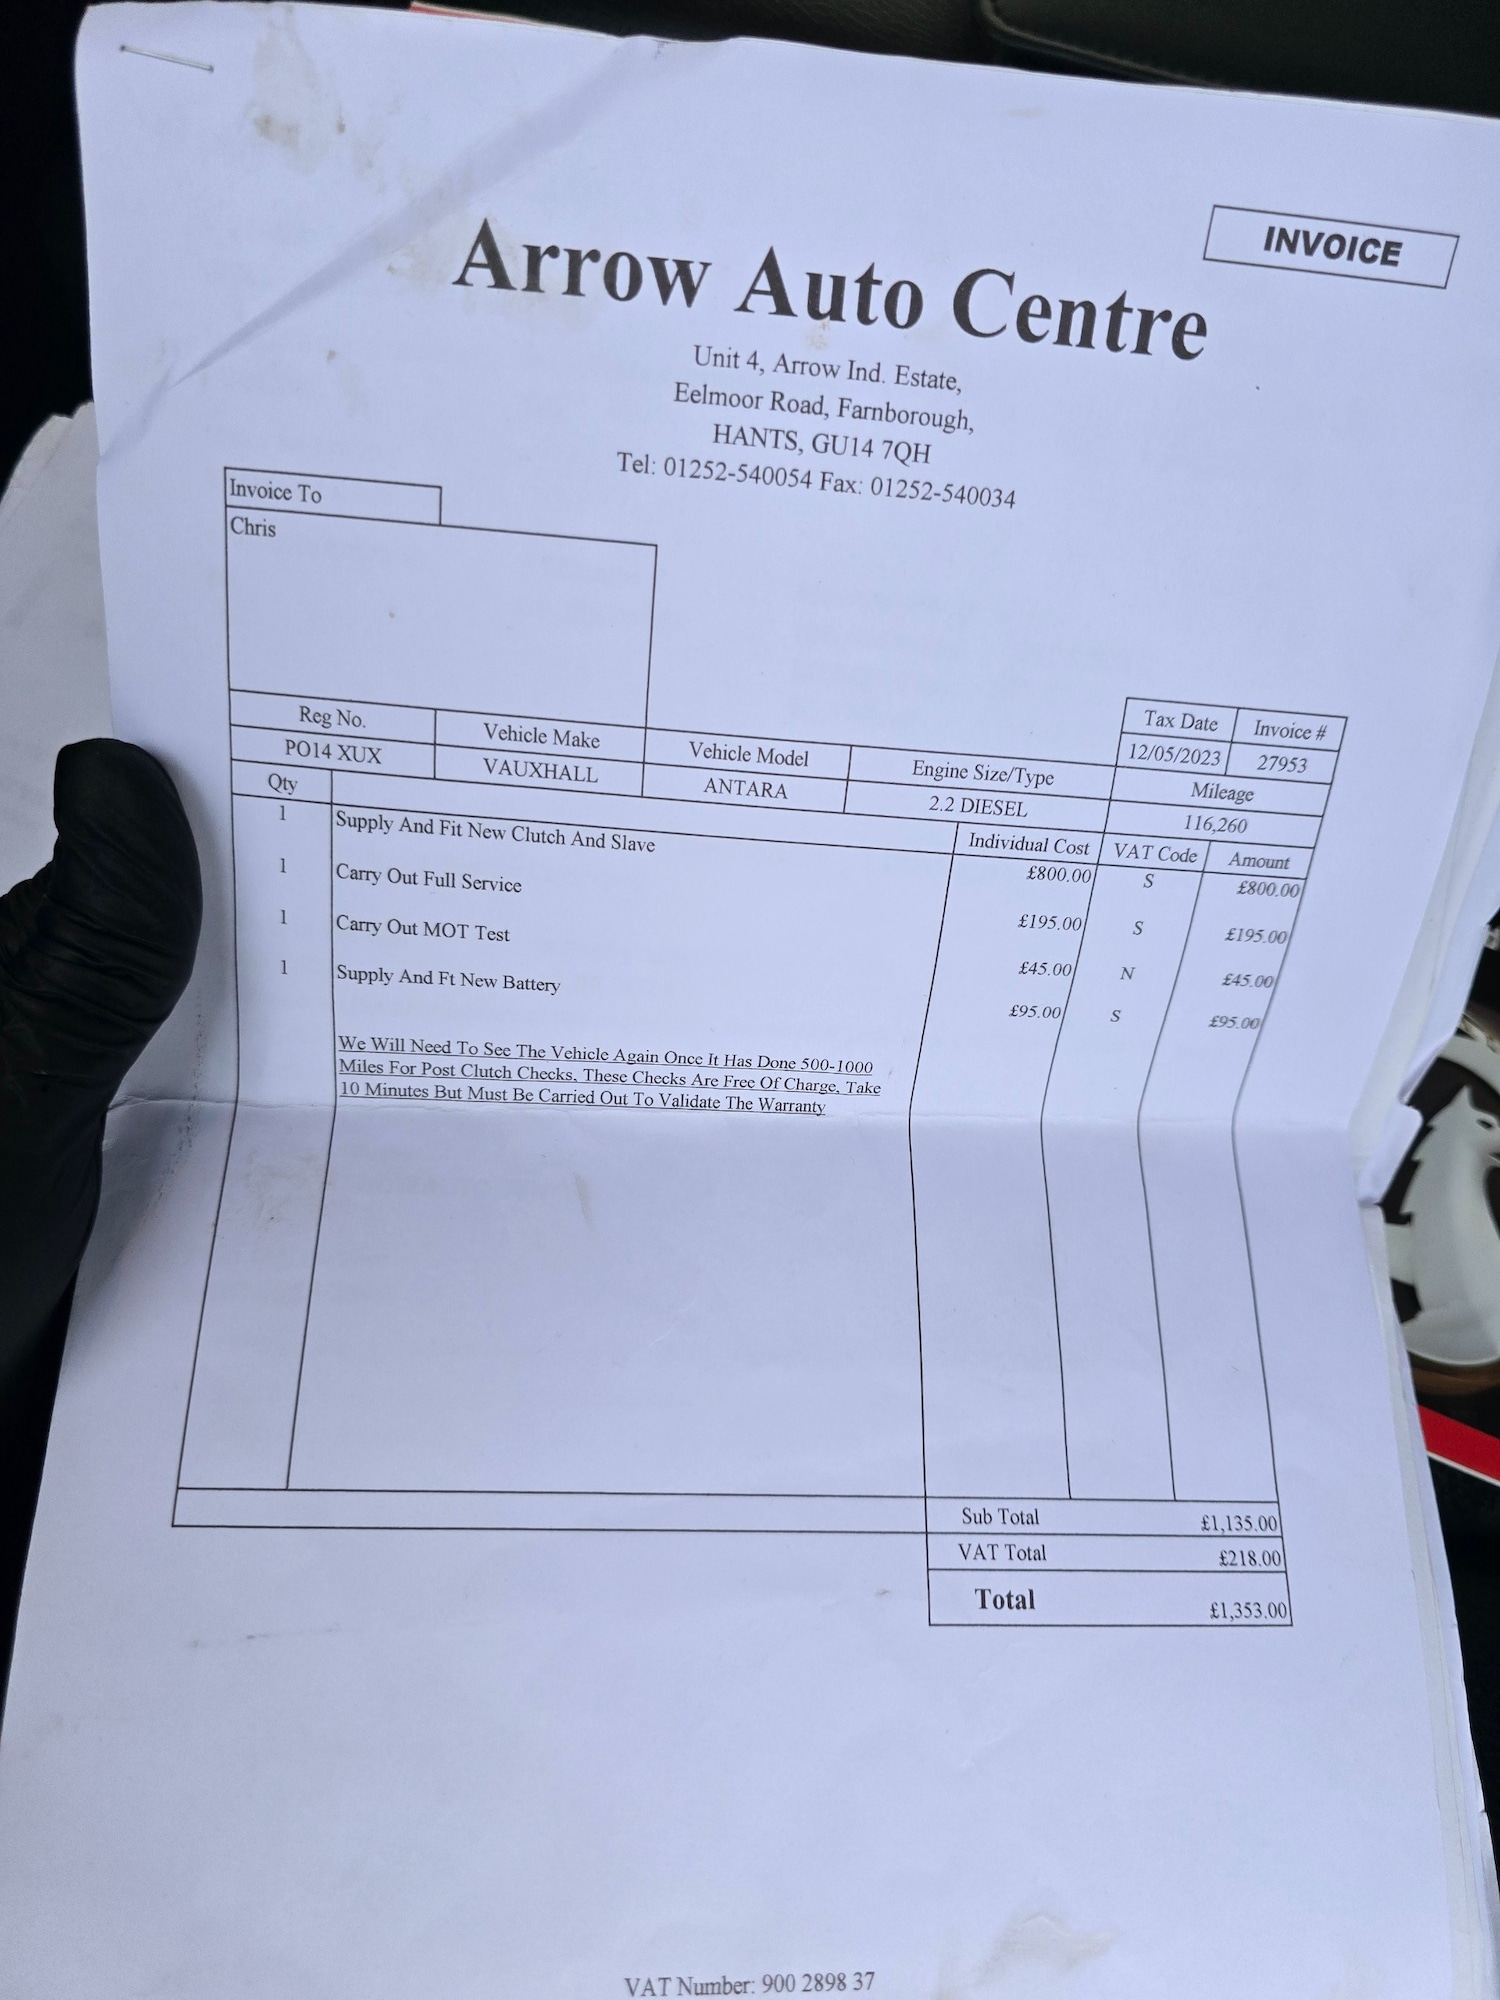 INVOICE
Arrow Auto Centre
Unit 4, Arrow Ind. Estate,
Eelmoor Road, Farnborough,
HANTS, GU14 7QH
Tel: 01252-540054 Fax: 01252-540034
Invoice To
Chris
Tax Date Invoice #
12/05/2023 27953
Reg No. Vehicle Make Vehicle Model Engine Size/Type Mileage
PO14 XUX VAUXHALL ANTARA 2.2 DIESEL 116,260
Qty Individual Cost VAT Code Amount
1 Supply And Fit New Clutch And Slave £800.00 S £800.00
1 Carry Out Full Service £195.00 S £195.00
1 Carry Out MOT Test £45.00 N £45.00
1 Supply And Ft New Battery £95.00 S £95.00
We Will Need To See The Vehicle Again Once It Has Done 500-1000
Miles For Post Clutch Checks, These Checks Are Free Of Charge, Take
10 Minutes But Must Be Carried Out To Validate The Warranty
Sub Total £1,135.00
VAT Total £218.00
Total £1,353.00
VAT Number: 900 2898 37